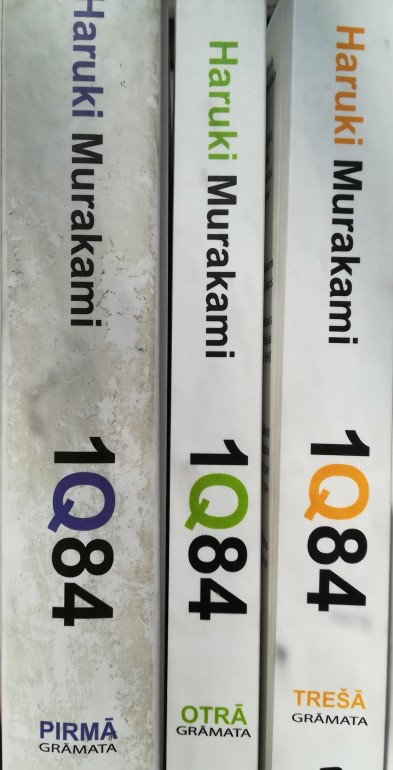 Haruki Murakami
1Q84
PIRMĀ
GRĀMATA
Haruki Murakami
1Q84
OTRĀ
GRĀMATA
Haruki Murakami
1Q84
TREŠĀ
GRĀMATA